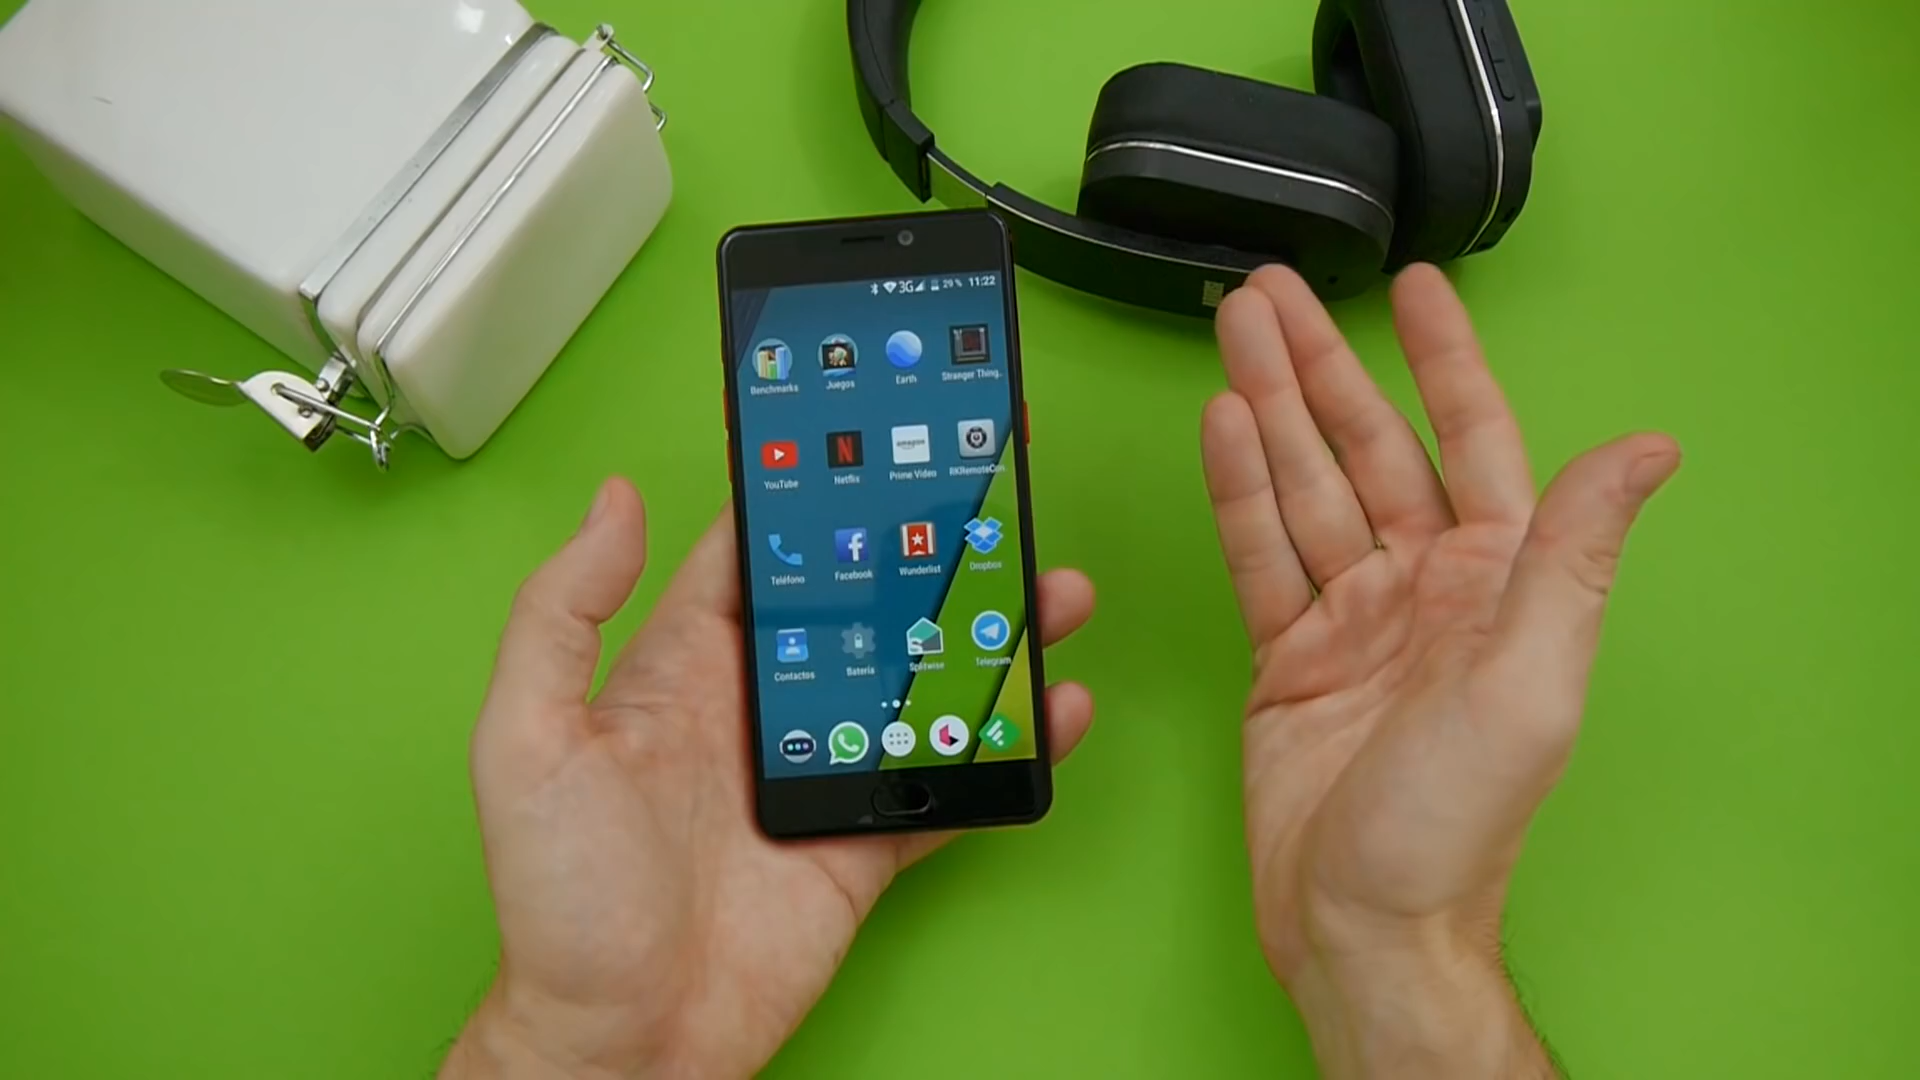 3G 29 % 11:22
Benchmarks Juegos Earth Stranger Thing..
amazon
YouTube Netflix Prime Video RKRemoteCon..
Teléfono Facebook Wunderlist Dropbox
Contactos Batería Splitwise Telegram